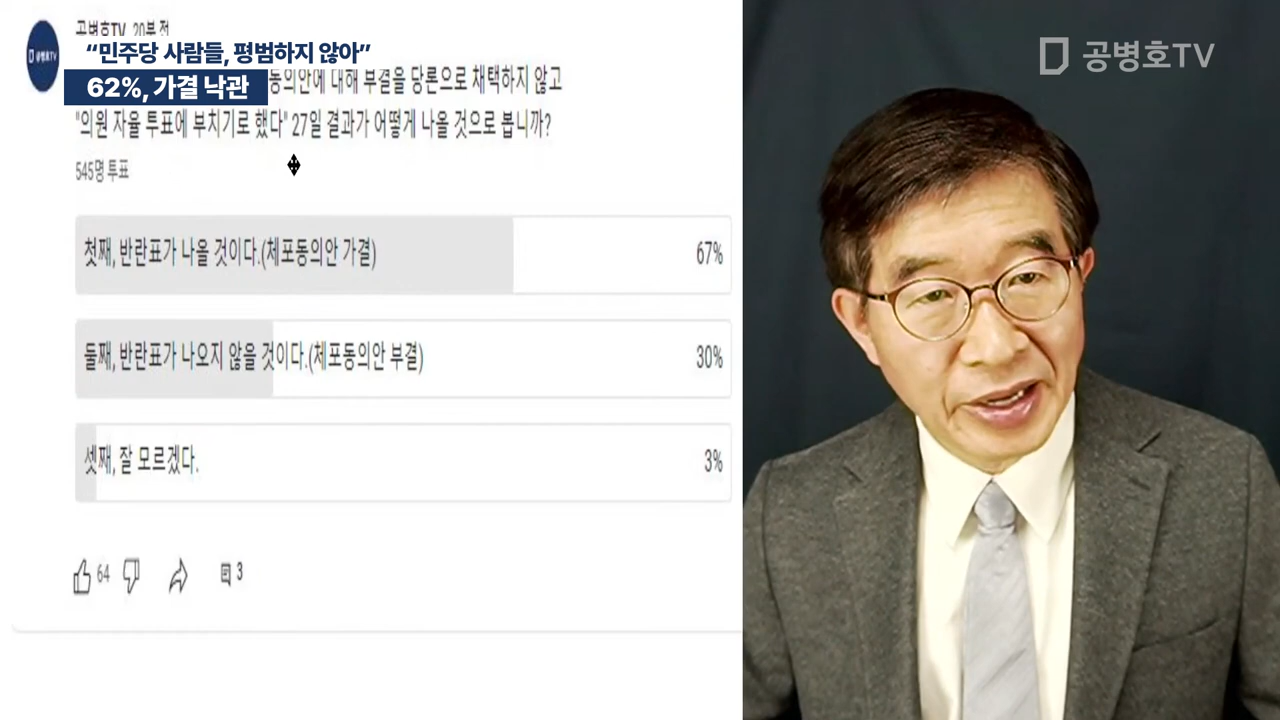 공병호TV 20분 전
“민주당 사람들, 평범하지 않아”
62%, 가결 낙관
동의안에 대해 부결을 당론으로 채택하지 않고
"의원 자율 투표에 부치기로 했다" 27일 결과가 어떻게 나올 것으로 봅니까?
545명 투표
첫째, 반란표가 나올 것이다.(체포동의안 가결)
67%
둘째, 반란표가 나오지 않을 것이다.(체포동의안 부결)
30%
셋째, 잘 모르겠다.
3%
64
3
공병호TV
공병호TV